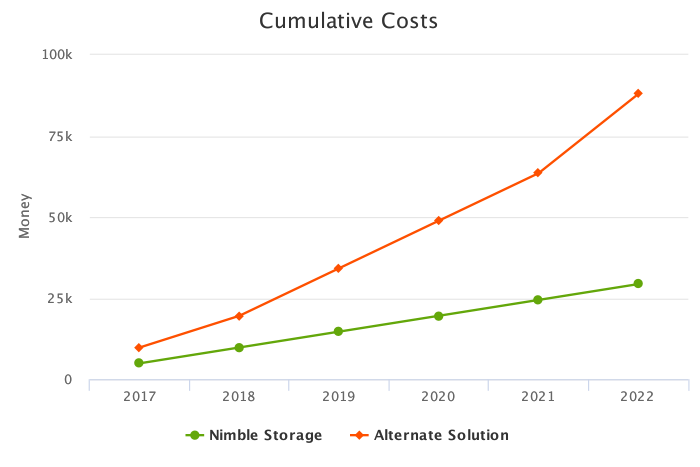 Cumulative Costs
100k
75k
50k
25k
0
Money
2017 2018 2019 2020 2021 2022
Nimble Storage Alternate Solution